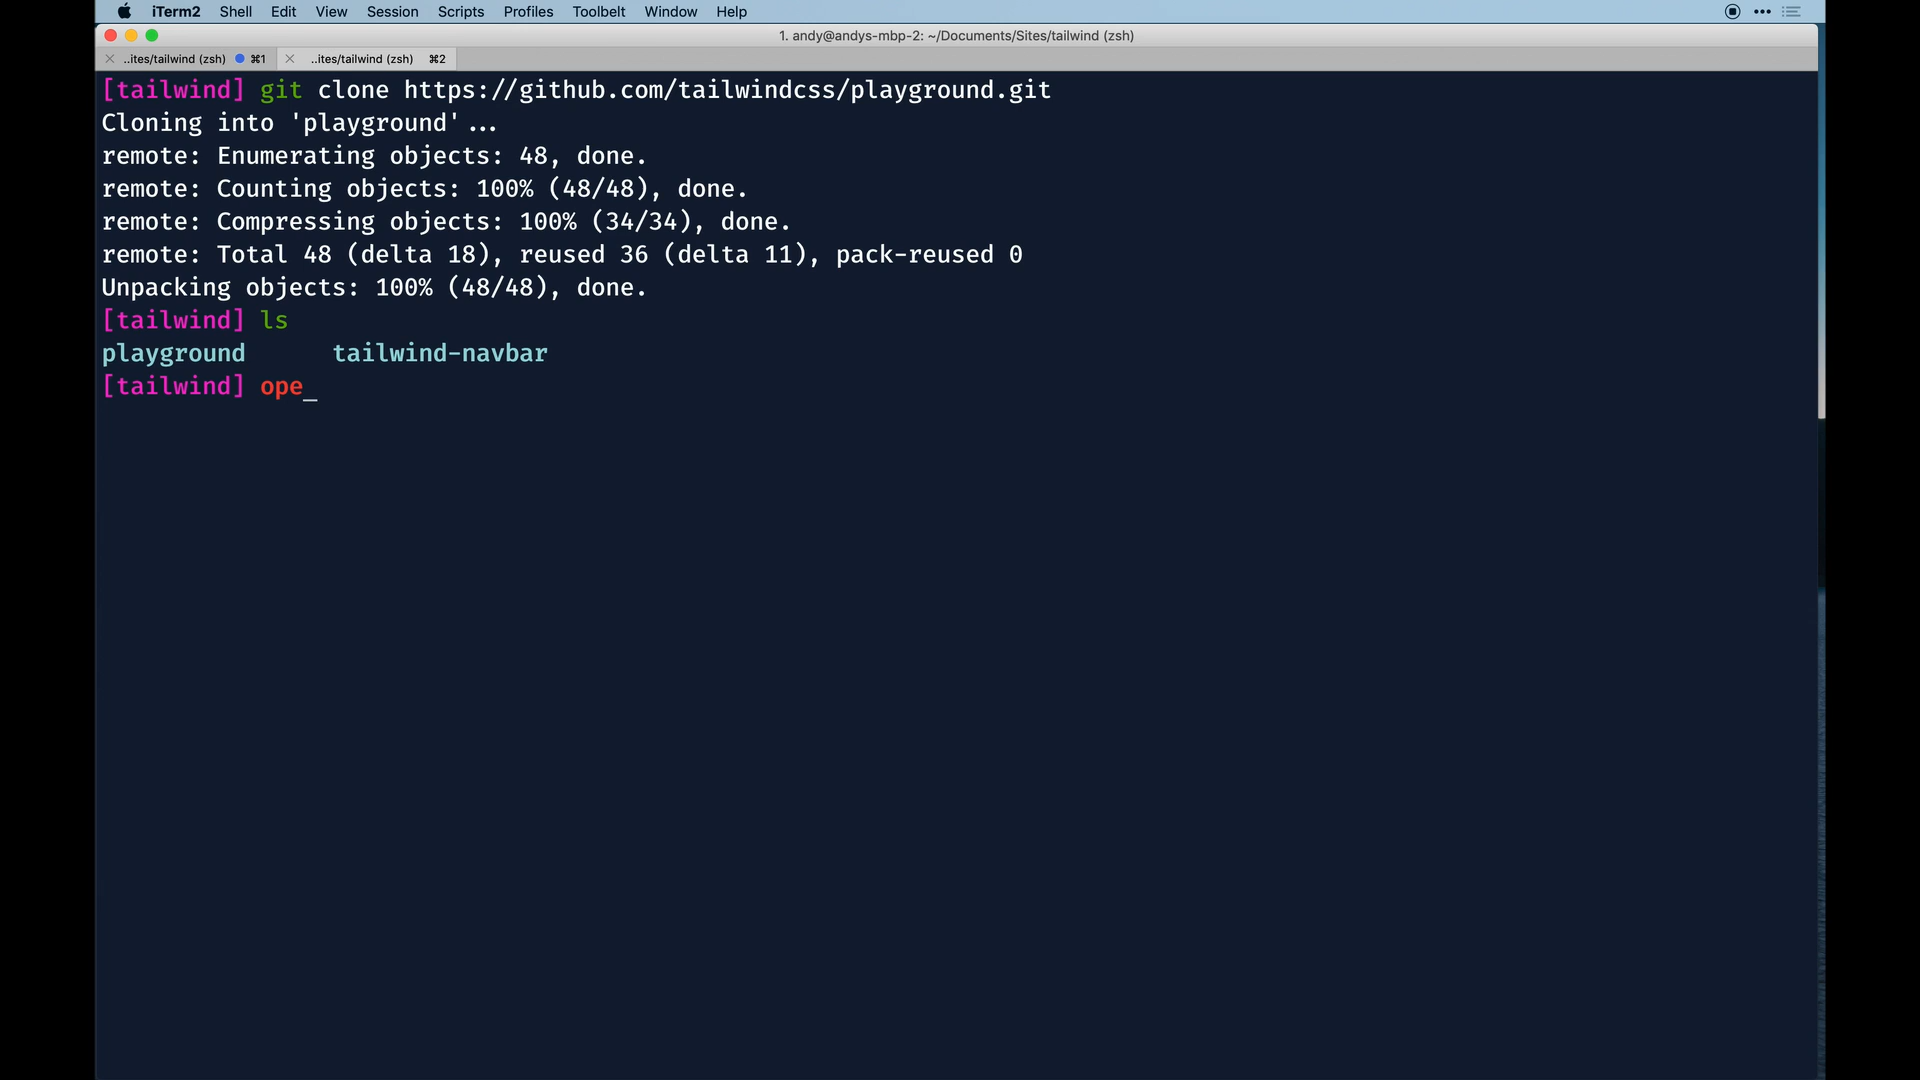 iTerm2 Shell Edit View Session Scripts Profiles Toolbelt Window Help
1. andy@andys-mbp-2: ~/Documents/Sites/tailwind (zsh)
..ites/tailwind (zsh) ⌘1 ..ites/tailwind (zsh) ⌘2
[tailwind] git clone https://github.com/tailwindcss/playground.git
Cloning into 'playground'...
remote: Enumerating objects: 48, done.
remote: Counting objects: 100% (48/48), done.
remote: Compressing objects: 100% (34/34), done.
remote: Total 48 (delta 18), reused 36 (delta 11), pack-reused 0
Unpacking objects: 100% (48/48), done.
[tailwind] ls
playground tailwind-navbar
[tailwind] ope_